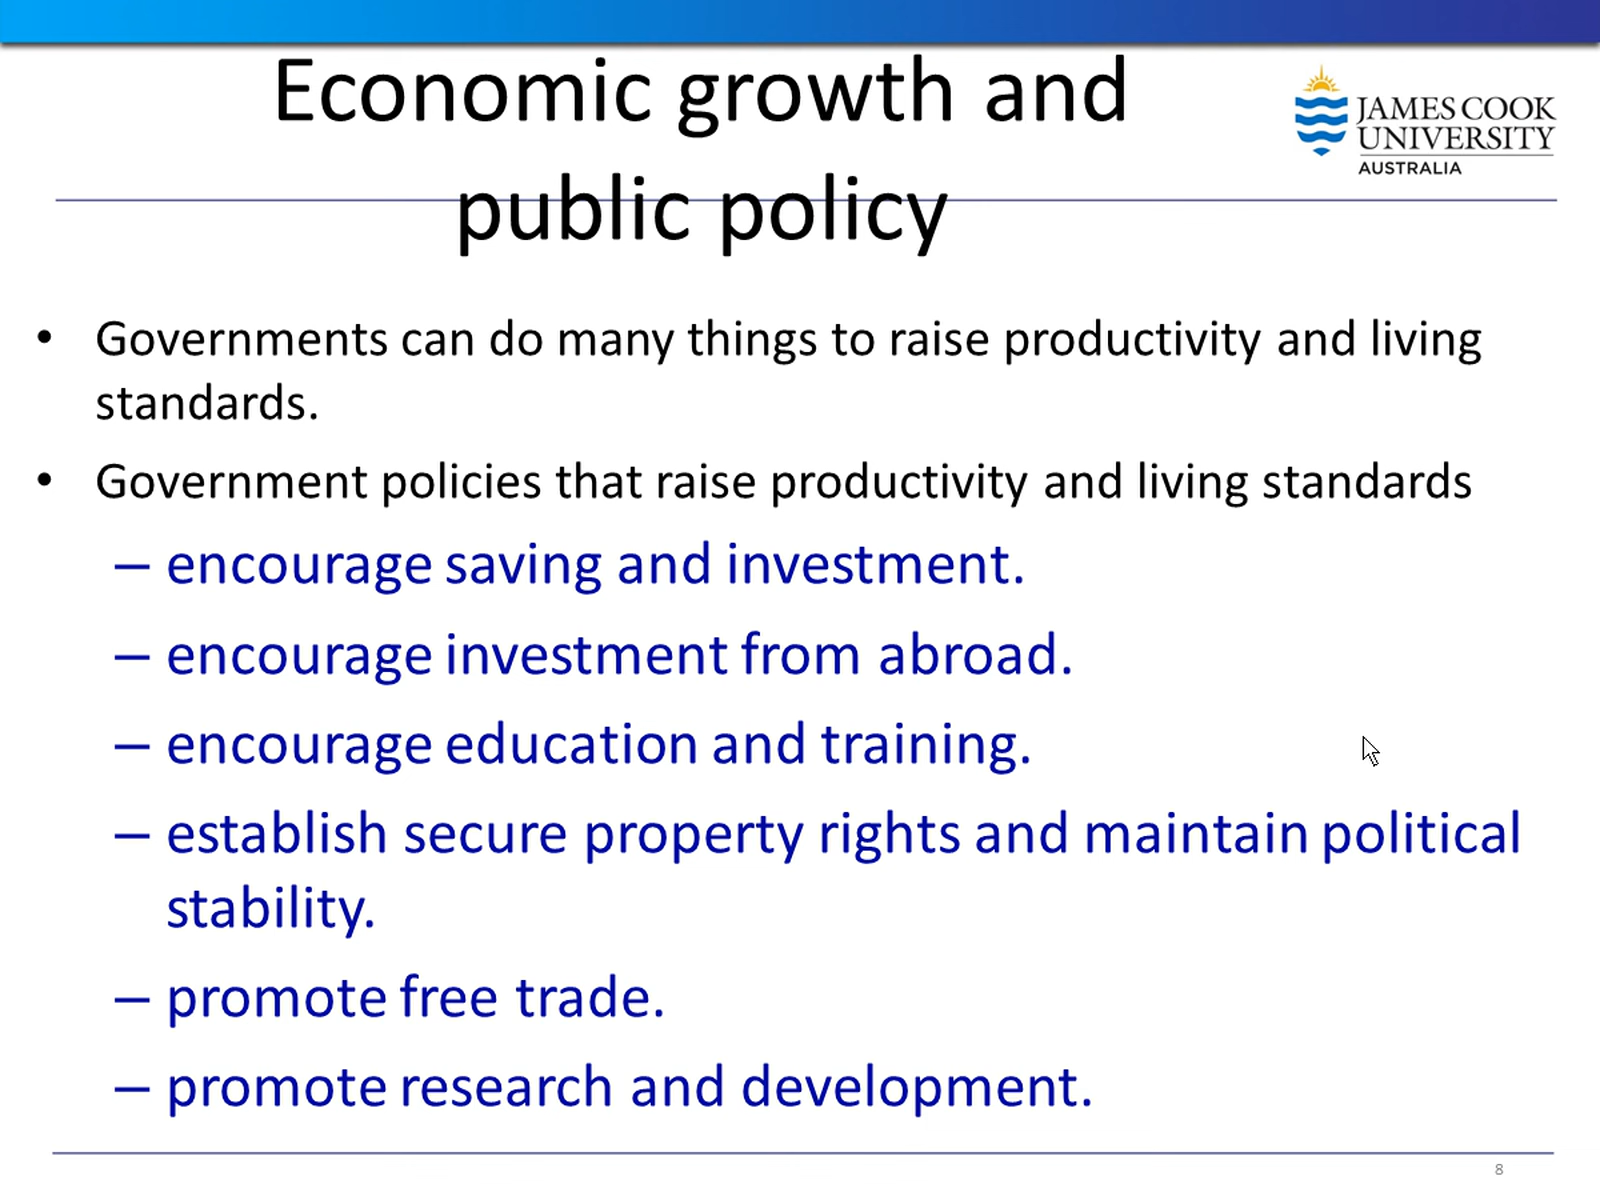 Economic growth and
public policy
JAMES COOK
UNIVERSITY
AUSTRALIA
• Governments can do many things to raise productivity and living
standards.
• Government policies that raise productivity and living standards
– encourage saving and investment.
– encourage investment from abroad.
– encourage education and training.
– establish secure property rights and maintain political
stability.
– promote free trade.
– promote research and development.
8